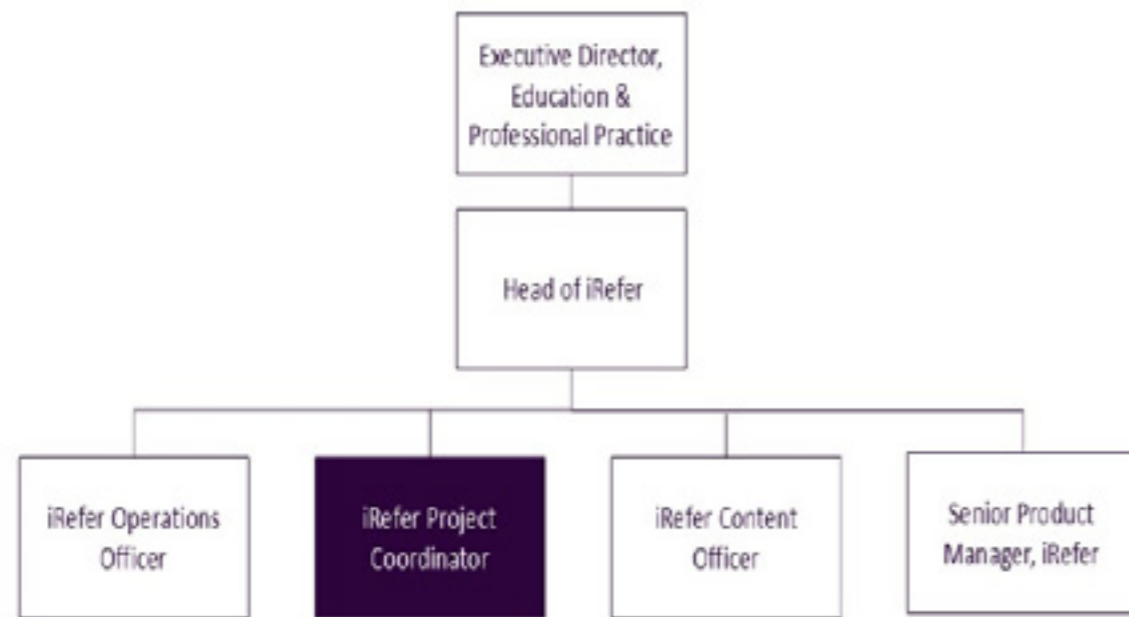 Executive Director,
Education &
Professional Practice
Head of iRefer
iRefer Operations
Officer
iRefer Project
Coordinator
iRefer Content
Officer
Senior Product
Manager, iRefer